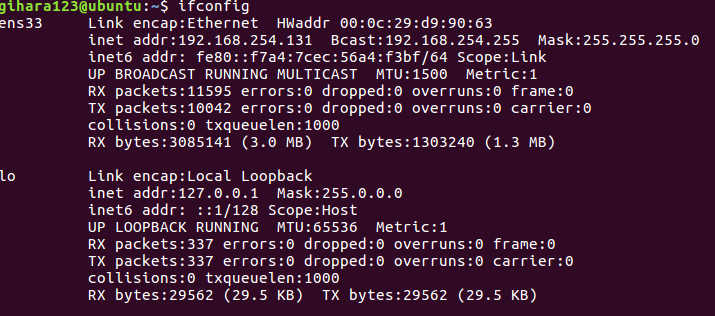 gihara123@ubuntu:~$ ifconfig
ens33     Link encap:Ethernet  HWaddr 00:0c:29:d9:90:63
          inet addr:192.168.254.131  Bcast:192.168.254.255  Mask:255.255.255.0
          inet6 addr: fe80::f7a4:7cec:56a4:f3bf/64 Scope:Link
          UP BROADCAST RUNNING MULTICAST  MTU:1500  Metric:1
          RX packets:11595 errors:0 dropped:0 overruns:0 frame:0
          TX packets:10042 errors:0 dropped:0 overruns:0 carrier:0
          collisions:0 txqueuelen:1000
          RX bytes:3085141 (3.0 MB)  TX bytes:1303240 (1.3 MB)

lo        Link encap:Local Loopback
          inet addr:127.0.0.1  Mask:255.0.0.0
          inet6 addr: ::1/128 Scope:Host
          UP LOOPBACK RUNNING  MTU:65536  Metric:1
          RX packets:337 errors:0 dropped:0 overruns:0 frame:0
          TX packets:337 errors:0 dropped:0 overruns:0 carrier:0
          collisions:0 txqueuelen:1000
          RX bytes:29562 (29.5 KB)  TX bytes:29562 (29.5 KB)